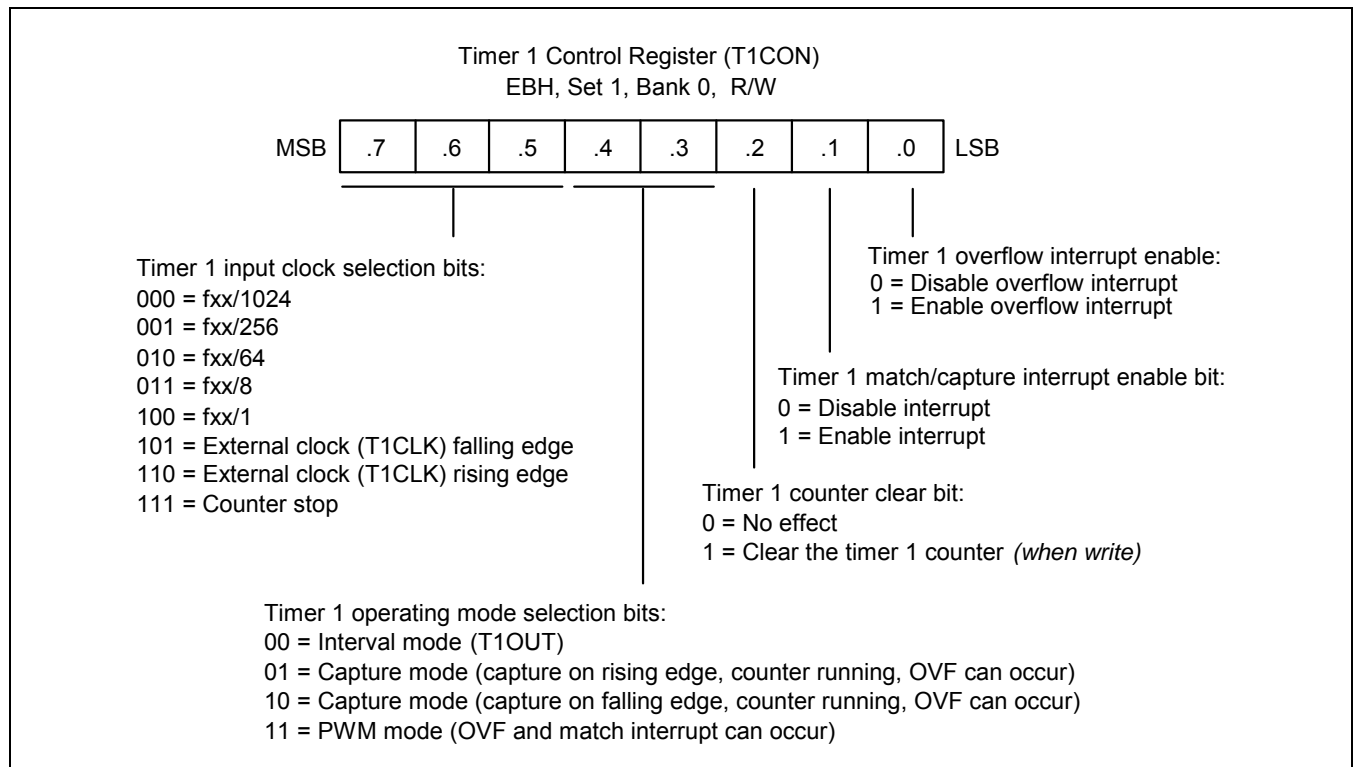 Timer 1 Control Register (T1CON)
EBH, Set 1, Bank 0, R/W
MSB .7 .6 .5 .4 .3 .2 .1 .0 LSB
Timer 1 input clock selection bits:
000 = fxx/1024
001 = fxx/256
010 = fxx/64
011 = fxx/8
100 = fxx/1
101 = External clock (T1CLK) falling edge
110 = External clock (T1CLK) rising edge
111 = Counter stop
Timer 1 overflow interrupt enable:
0 = Disable overflow interrupt
1 = Enable overflow interrupt
Timer 1 match/capture interrupt enable bit:
0 = Disable interrupt
1 = Enable interrupt
Timer 1 counter clear bit:
0 = No effect
1 = Clear the timer 1 counter (when write)
Timer 1 operating mode selection bits:
00 = Interval mode (T1OUT)
01 = Capture mode (capture on rising edge, counter running, OVF can occur)
10 = Capture mode (capture on falling edge, counter running, OVF can occur)
11 = PWM mode (OVF and match interrupt can occur)